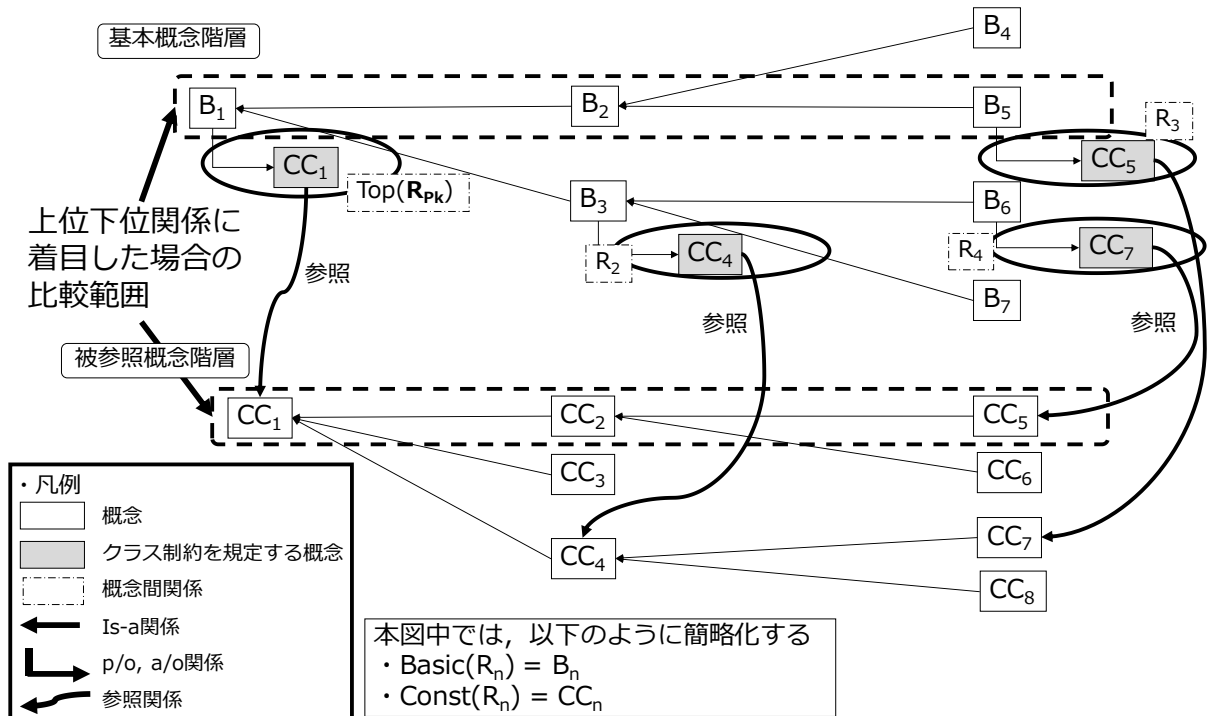 基本概念階層
B4
B1
B2
B5
R3
CC1
CC5
Top(RPk)
B3
B6
上位下位関係に
着目した場合の
比較範囲
参照
R2
CC4
R4
CC7
B7
参照
参照
被参照概念階層
CC1
CC2
CC5
CC3
CC6
CC4
CC7
CC8
・凡例
概念
クラス制約を規定する概念
概念間関係
Is-a関係
p/o, a/o関係
参照関係
本図中では，以下のように簡略化する
・Basic(Rn) = Bn
・Const(Rn) = CCn